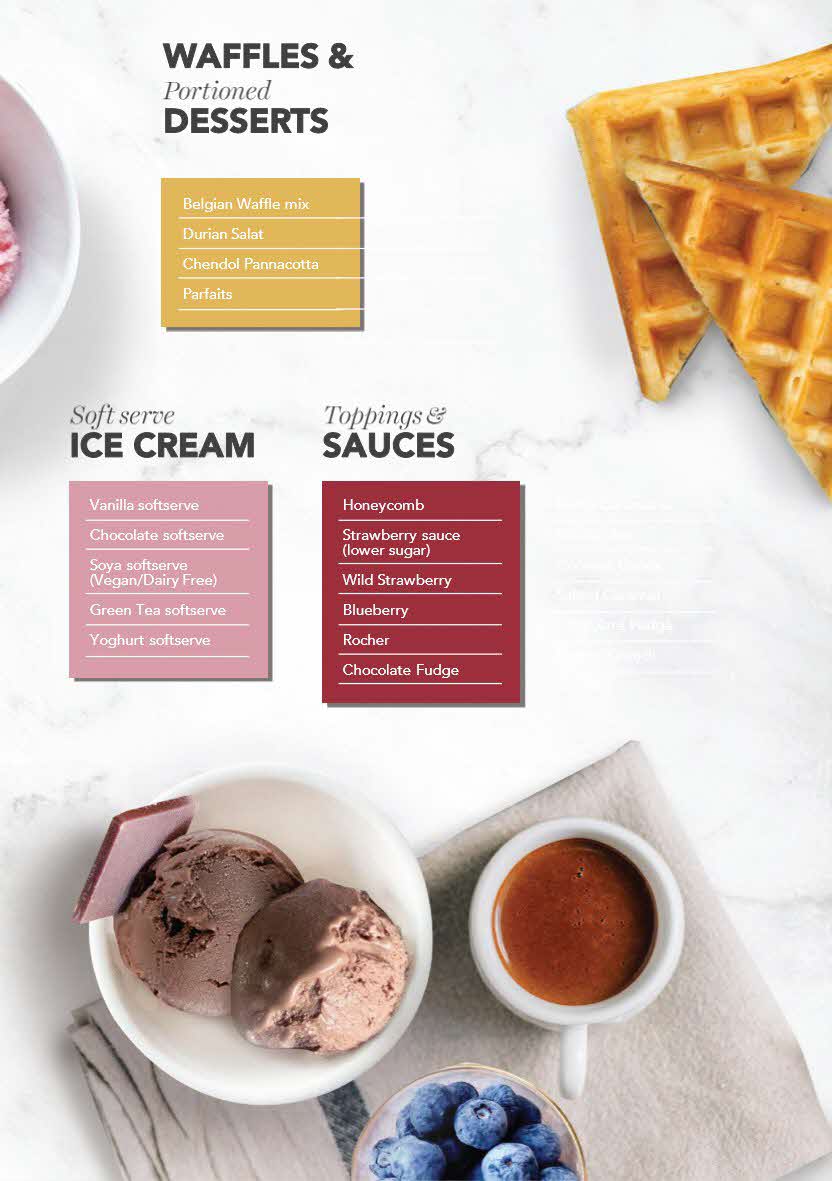 WAFFLES &
Portioned
DESSERTS
Belgian Waffle mix
Durian Salat
Chendol Pannacotta
Parfaits
Soft serve
ICE CREAM
Vanilla softserve
Chocolate softserve
Soya softserve
(Vegan/Dairy Free)
Green Tea softserve
Yoghurt softserve
Toppings &
SAUCES
Honeycomb
Strawberry sauce
(lower sugar)
Wild Strawberry
Blueberry
Rocher
Chocolate Fudge
Salted Caramel